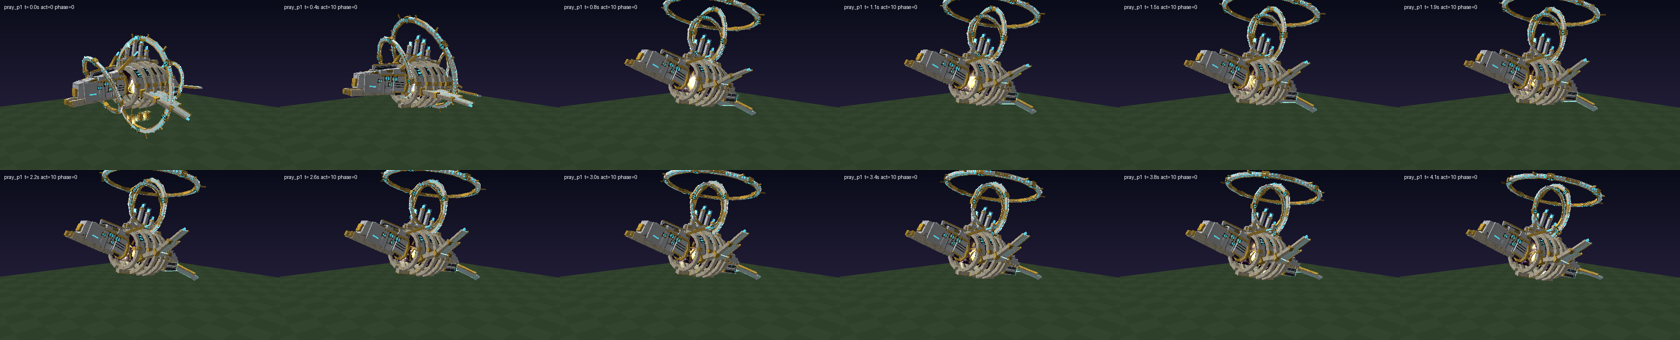 pray_p1 t=0.0s act=0 phase=0
pray_p1 t=0.4s act=10 phase=0
pray_p1 t=0.8s act=10 phase=0
pray_p1 t=1.1s act=10 phase=0
pray_p1 t=1.5s act=10 phase=0
pray_p1 t=1.9s act=10 phase=0
pray_p1 t=2.2s act=10 phase=0
pray_p1 t=2.6s act=10 phase=0
pray_p1 t=3.0s act=10 phase=0
pray_p1 t=3.4s act=10 phase=0
pray_p1 t=3.8s act=10 phase=0
pray_p1 t=4.1s act=10 phase=0